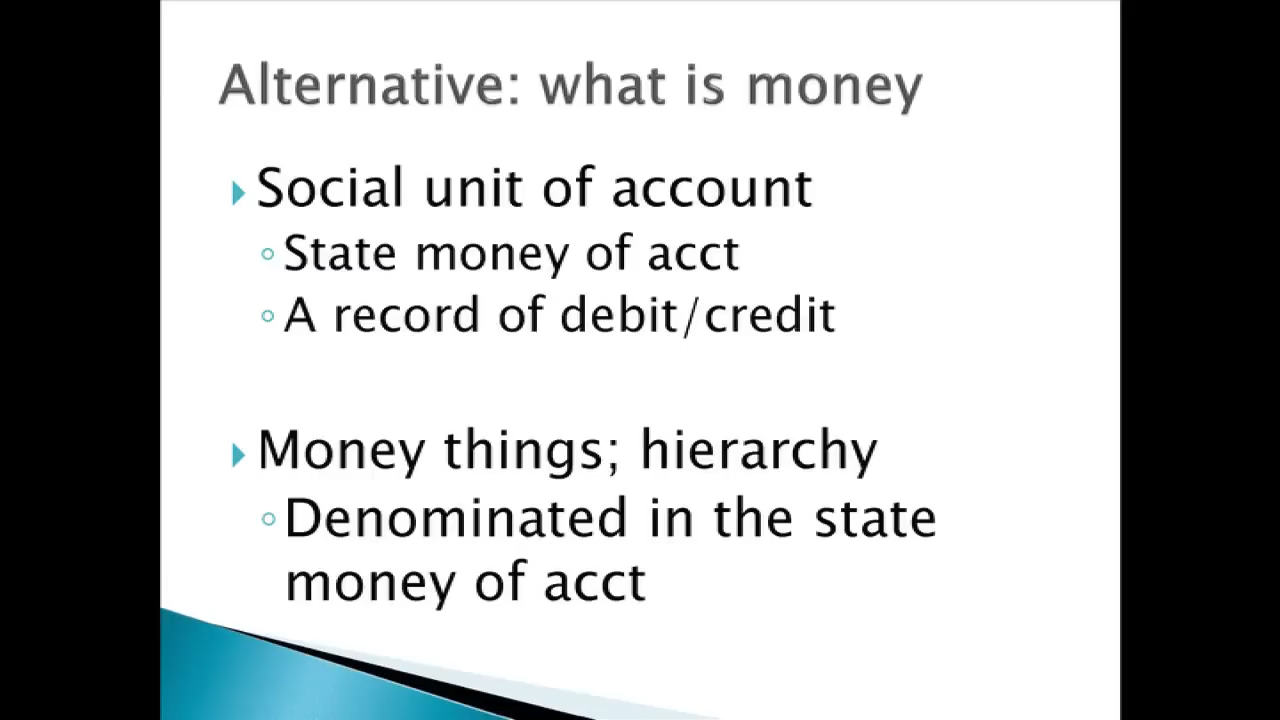 Alternative: what is money
Social unit of account
State money of acct
A record of debit/credit
Money things; hierarchy
Denominated in the state
money of acct